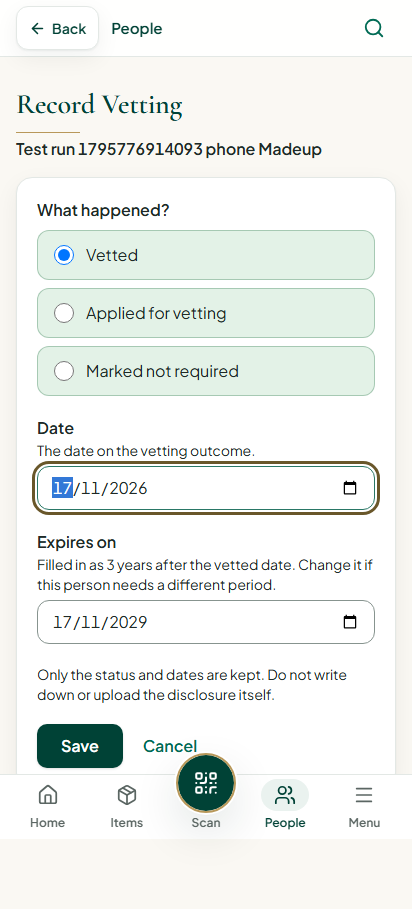 Back
People
Record Vetting
Test run 1795776914093 phone Madeup
What happened?
Vetted
Applied for vetting
Marked not required
Date
The date on the vetting outcome.
17/11/2026
Expires on
Filled in as 3 years after the vetted date. Change it if
this person needs a different period.
17/11/2029
Only the status and dates are kept. Do not write
down or upload the disclosure itself.
Save
Cancel
Home
Items
Scan
People
Menu